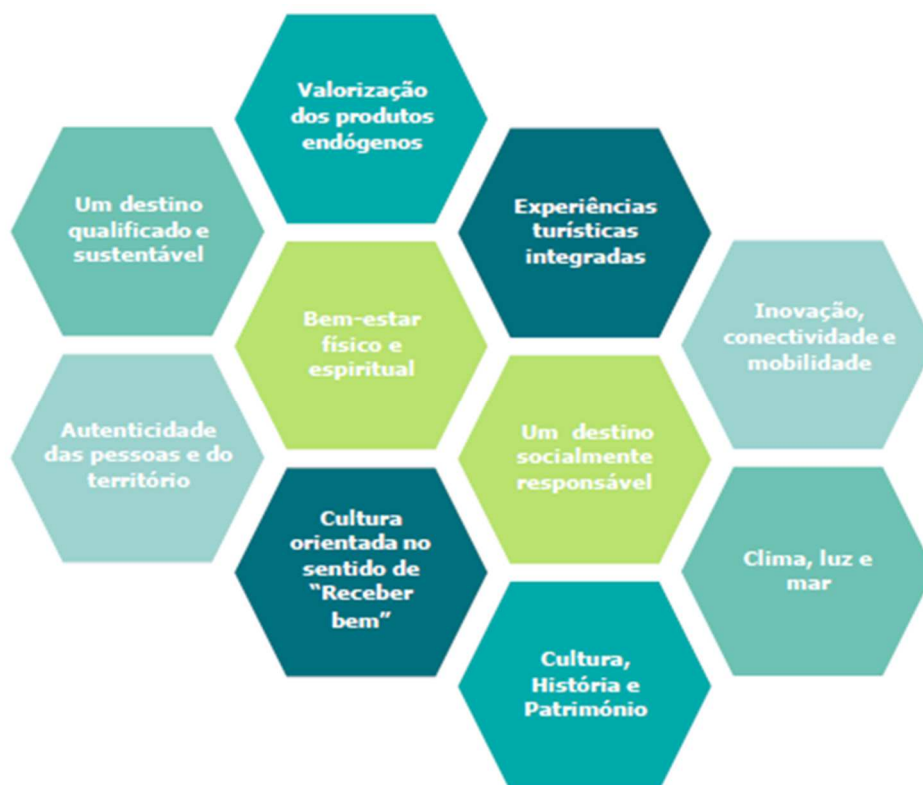 Valorização
dos produtos
endógenos
Um destino
qualificado e
sustentável
Experiências
turísticas
integradas
Bem-estar
físico e
espiritual
Inovação,
conectividade e
mobilidade
Autenticidade
das pessoas e do
território
Um destino
socialmente
responsável
Cultura
orientada no
sentido de
“Receber
bem”
Clima, luz e
mar
Cultura,
História e
Património